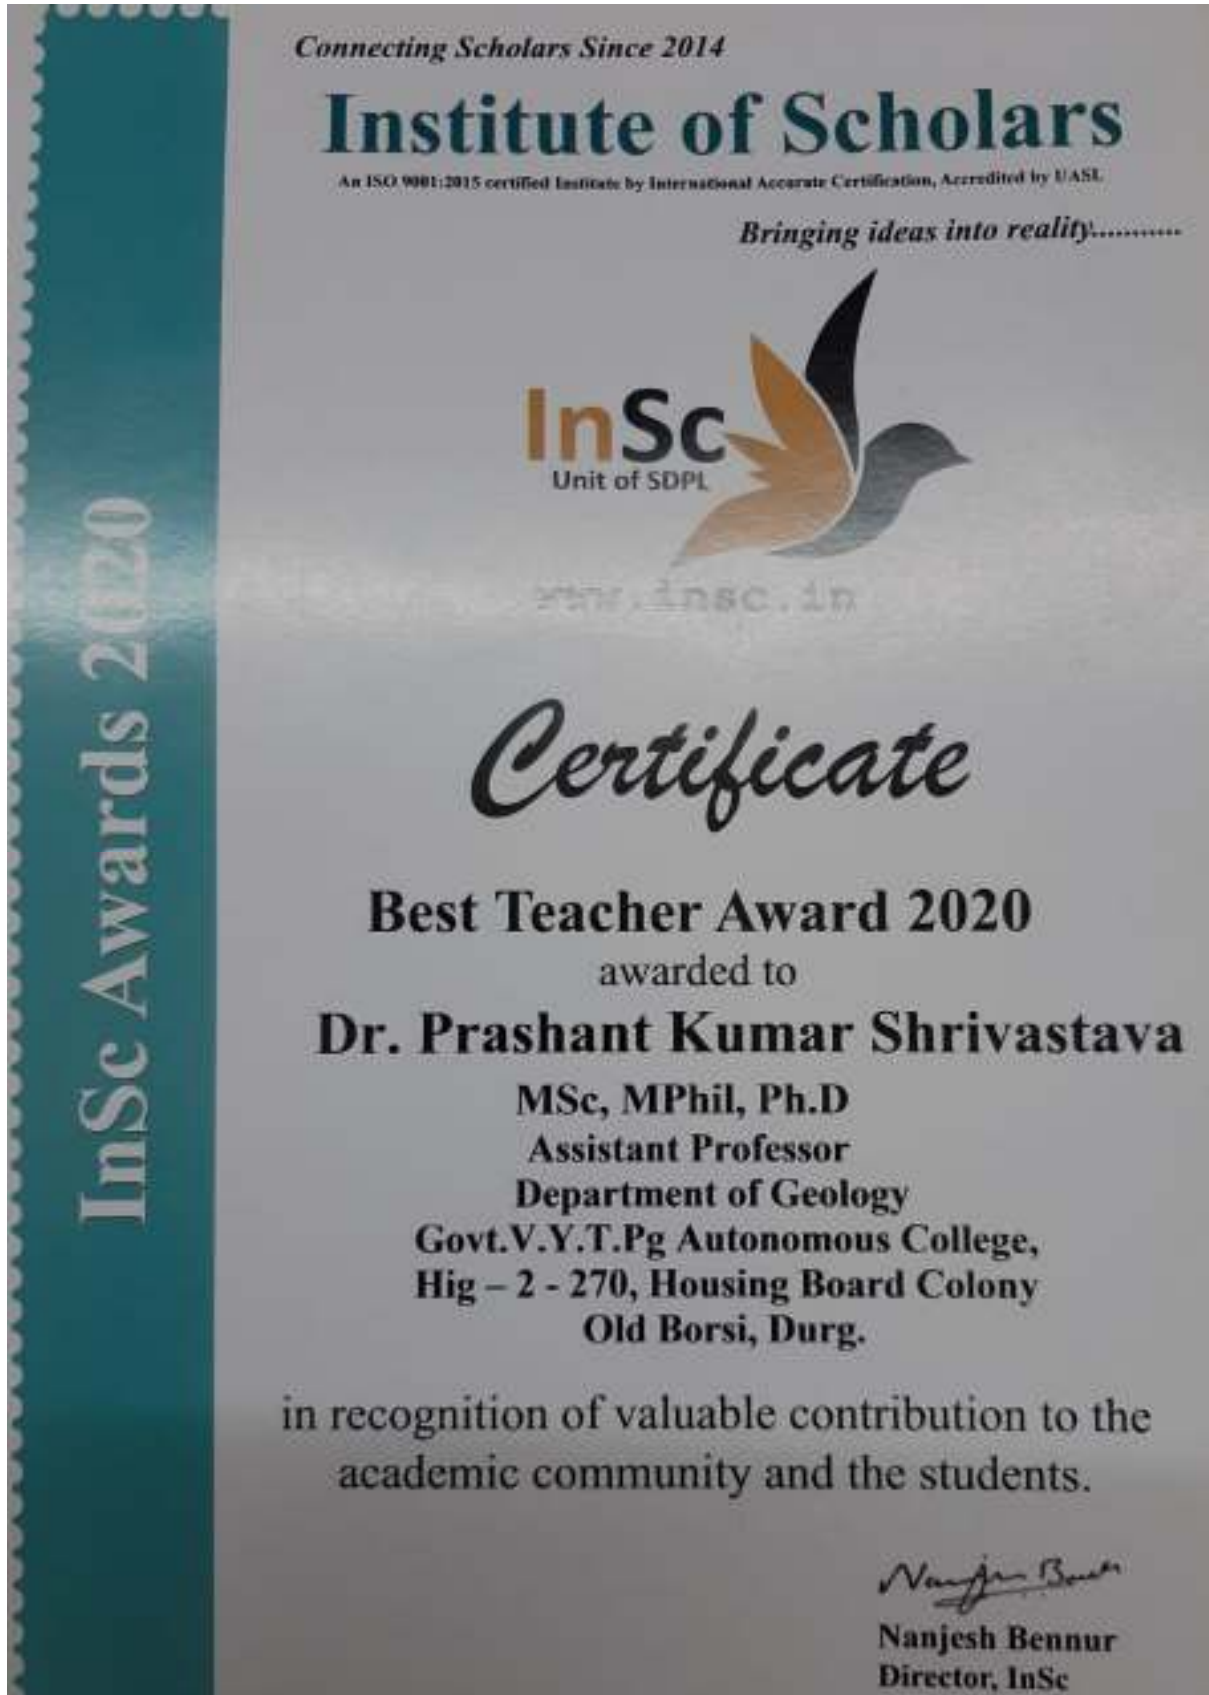 Connecting Scholars Since 2014
Institute of Scholars
An ISO 9001:2015 certified Institute by International Accurate Certification, Accredited by UASL
Bringing ideas into reality...........
InSc
Unit of SDPL
www.insc.in
InSc Awards 2020
Certificate
Best Teacher Award 2020
awarded to
Dr. Prashant Kumar Shrivastava
MSc, MPhil, Ph.D
Assistant Professor
Department of Geology
Govt.V.Y.T.Pg Autonomous College,
Hig – 2 - 270, Housing Board Colony
Old Borsi, Durg.
in recognition of valuable contribution to the
academic community and the students.
Nanjesh Bennur
Director, InSc